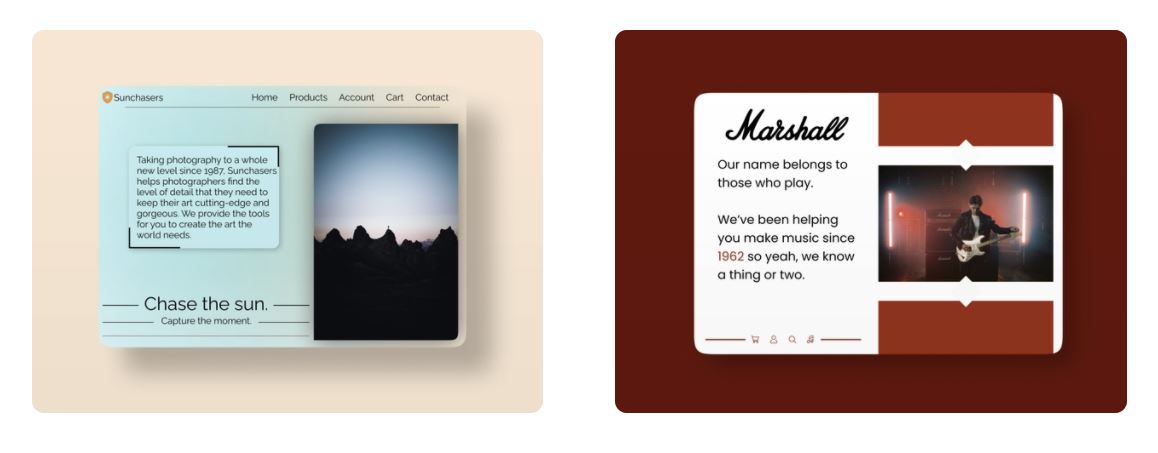 Sunchasers
Home Products Account Cart Contact
Taking photography to a whole
new level since 1987, Sunchasers
helps photographers find the
level of detail that they need to
keep their art cutting-edge and
gorgeous. We provide the tools
for you to create the art the
world needs.
Chase the sun.
Capture the moment.
Marshall
Our name belongs to
those who play.
We've been helping
you make music since
1962 so yeah, we know
a thing or two.